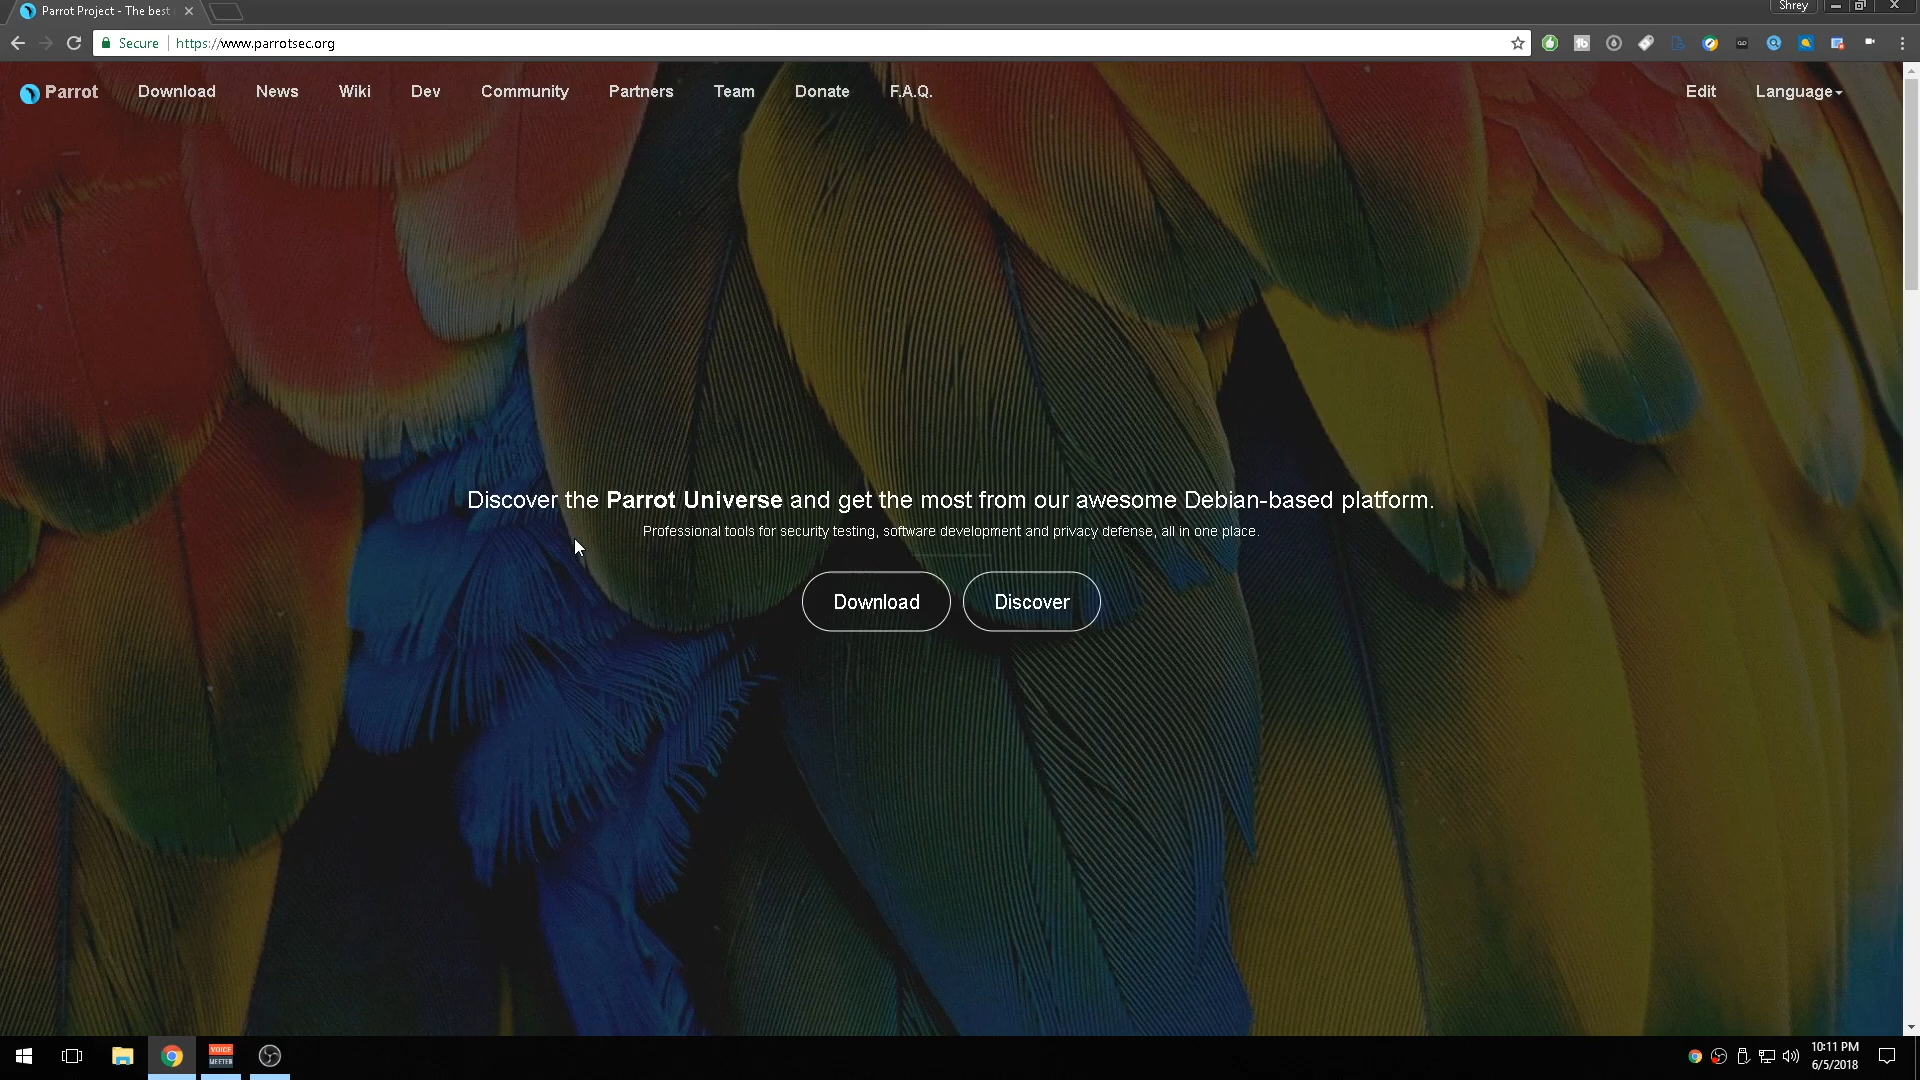 Parrot Project - The best
Shrey
Secure
https://www.parrotsec.org
Parrot
Download
News
Wiki
Dev
Community
Partners
Team
Donate
F.A.Q.
Edit
Language
Discover the Parrot Universe and get the most from our awesome Debian-based platform.
Professional tools for security testing, software development and privacy defense, all in one place.
Download
Discover
VOICE
MEETER
10:11 PM
6/5/2018